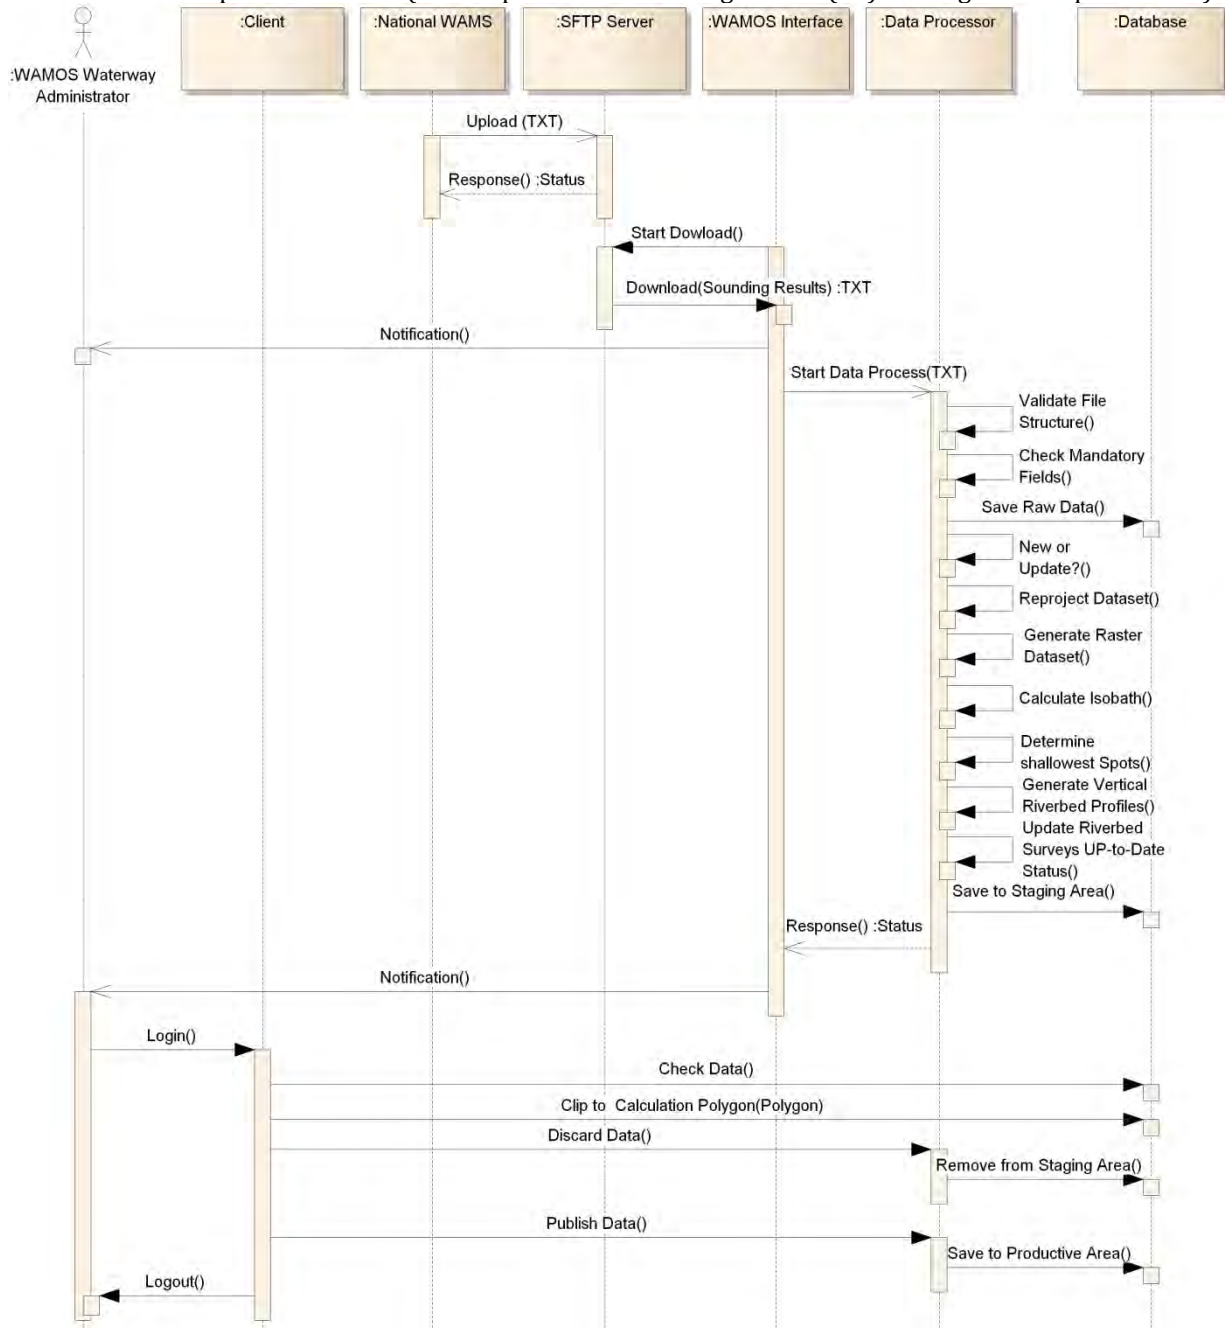 :Client
:National WAMS
:SFTP Server
:WAMOS Interface
:Data Processor
:Database
:WAMOS Waterway
Administrator
Upload (TXT)
Response() :Status
Start Dowload()
Download(Sounding Results) :TXT
Notification()
Start Data Process(TXT)
Validate File
Structure()
Check Mandatory
Fields()
Save Raw Data()
New or
Update?()
Reproject Dataset()
Generate Raster
Dataset()
Calculate Isobath()
Determine
shallowest Spots()
Generate Vertical
Riverbed Profiles()
Update Riverbed
Surveys UP-to-Date
Status()
Save to Staging Area()
Response() :Status
Notification()
Login()
Check Data()
Clip to Calculation Polygon(Polygon)
Discard Data()
Remove from Staging Area()
Publish Data()
Save to Productive Area()
Logout()